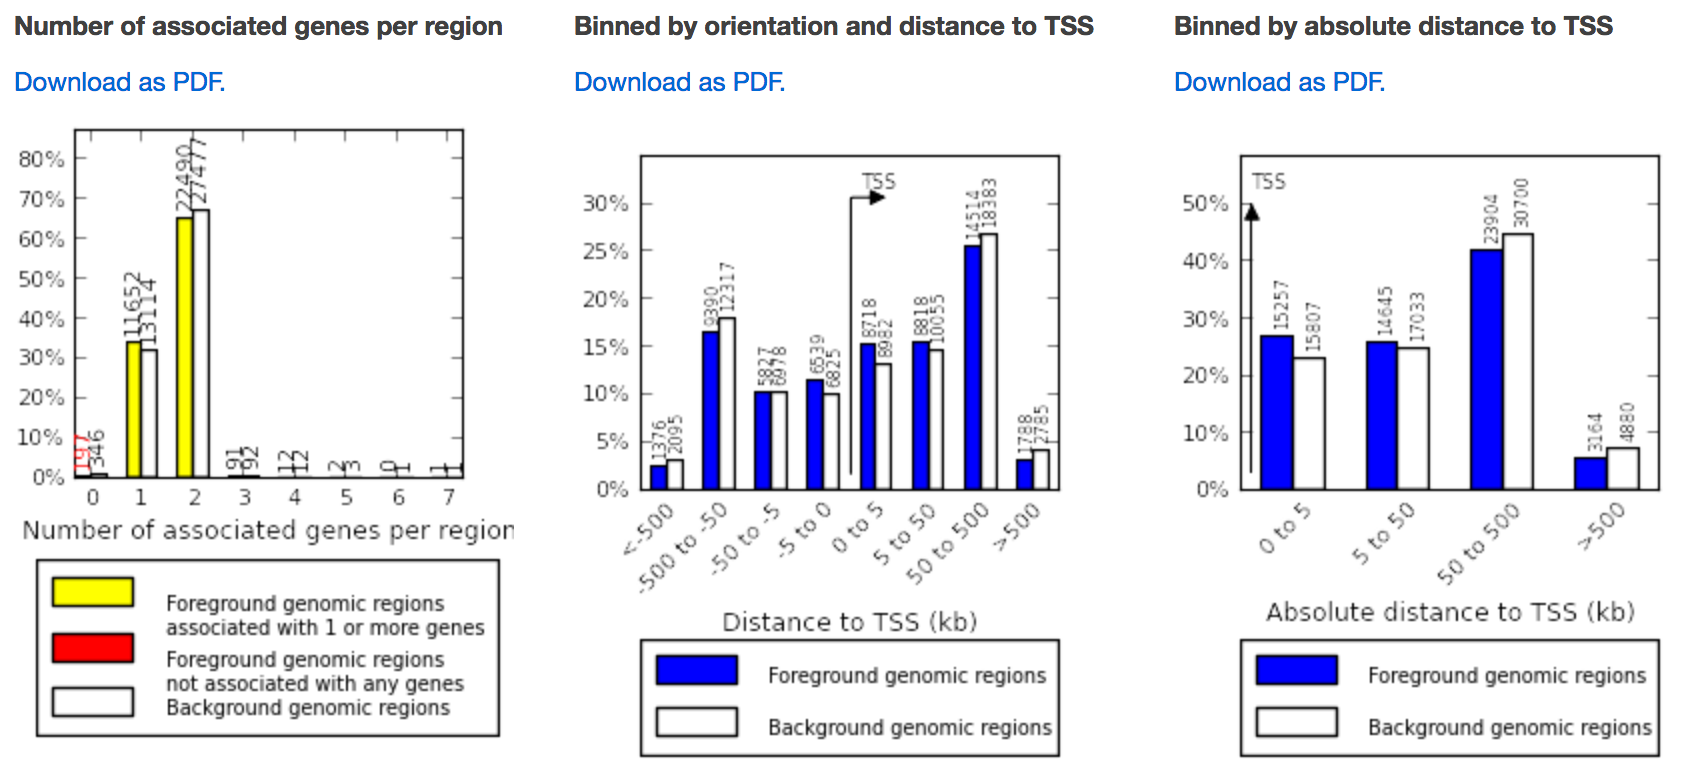 Number of associated genes per region
Download as PDF.
80%
70%
60%
50%
40%
30%
20%
10%
0%
197
346
11652
13114
22490
27477
91
92
12
12
2
3
0
1
1
1
0 1 2 3 4 5 6 7
Number of associated genes per region
Foreground genomic regions
associated with 1 or more genes
Foreground genomic regions
not associated with any genes
Background genomic regions
Binned by orientation and distance to TSS
Download as PDF.
TSS
30%
25%
20%
15%
10%
5%
0%
1376
2095
9390
12317
5827
6978
6539
6825
8718
8982
8818
10055
14514
18383
1788
2785
<-500
-500 to -50
-50 to -5
-5 to 0
0 to 5
5 to 50
50 to 500
>500
Distance to TSS (kb)
Foreground genomic regions
Background genomic regions
Binned by absolute distance to TSS
Download as PDF.
TSS
50%
40%
30%
20%
10%
0%
15257
15807
14645
17033
23904
30700
3164
4880
0 to 5
5 to 50
50 to 500
>500
Absolute distance to TSS (kb)
Foreground genomic regions
Background genomic regions